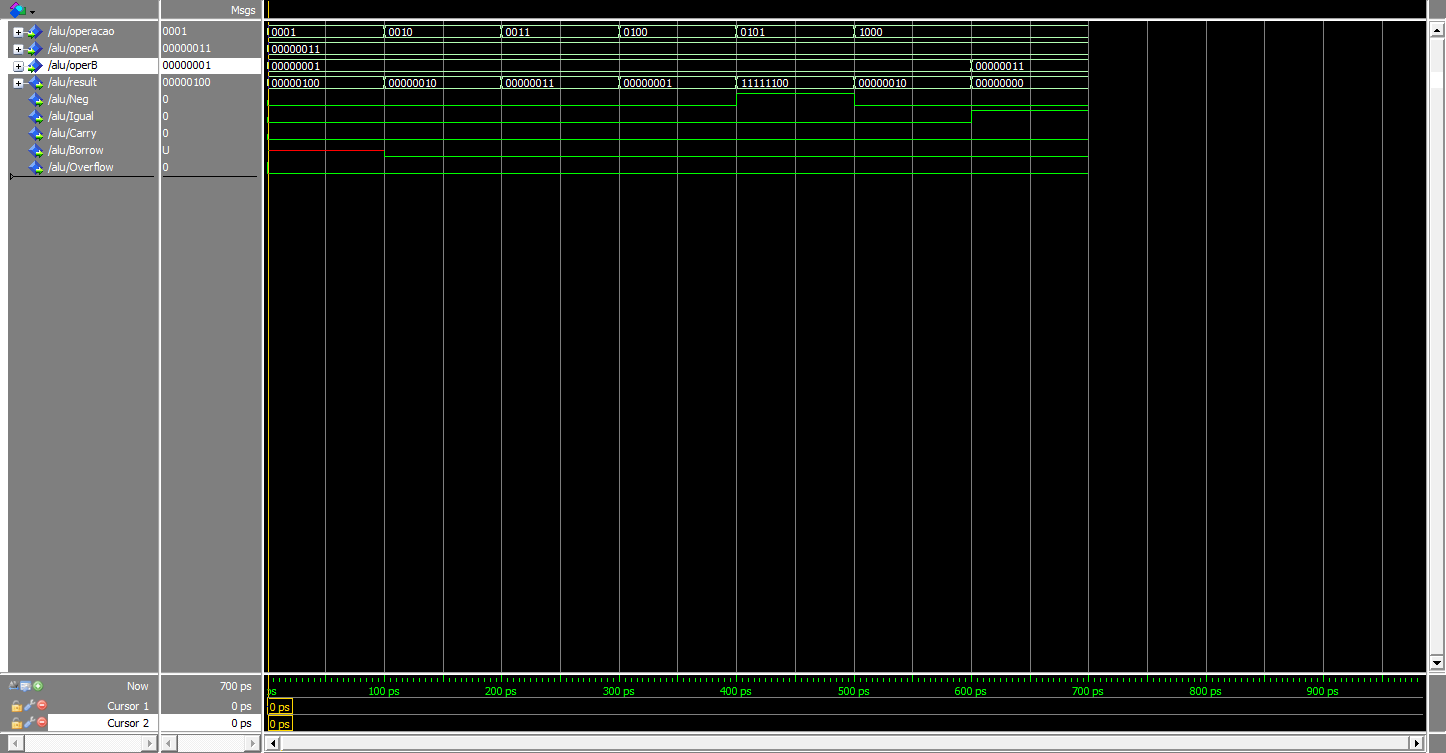 Msgs
/alu/operacao 0001 0001 0010 0011 0100 0101 1000
/alu/operA 00000011 00000011
/alu/operB 00000001 00000001 00000011
/alu/result 00000100 00000100 00000010 00000011 00000001 11111100 00000010 00000000
/alu/Neg 0
/alu/Igual 0
/alu/Carry 0
/alu/Borrow U
/alu/Overflow 0
Now 700 ps ps 100 ps 200 ps 300 ps 400 ps 500 ps 600 ps 700 ps 800 ps 900 ps
Cursor 1 0 ps 0 ps
Cursor 2 0 ps 0 ps